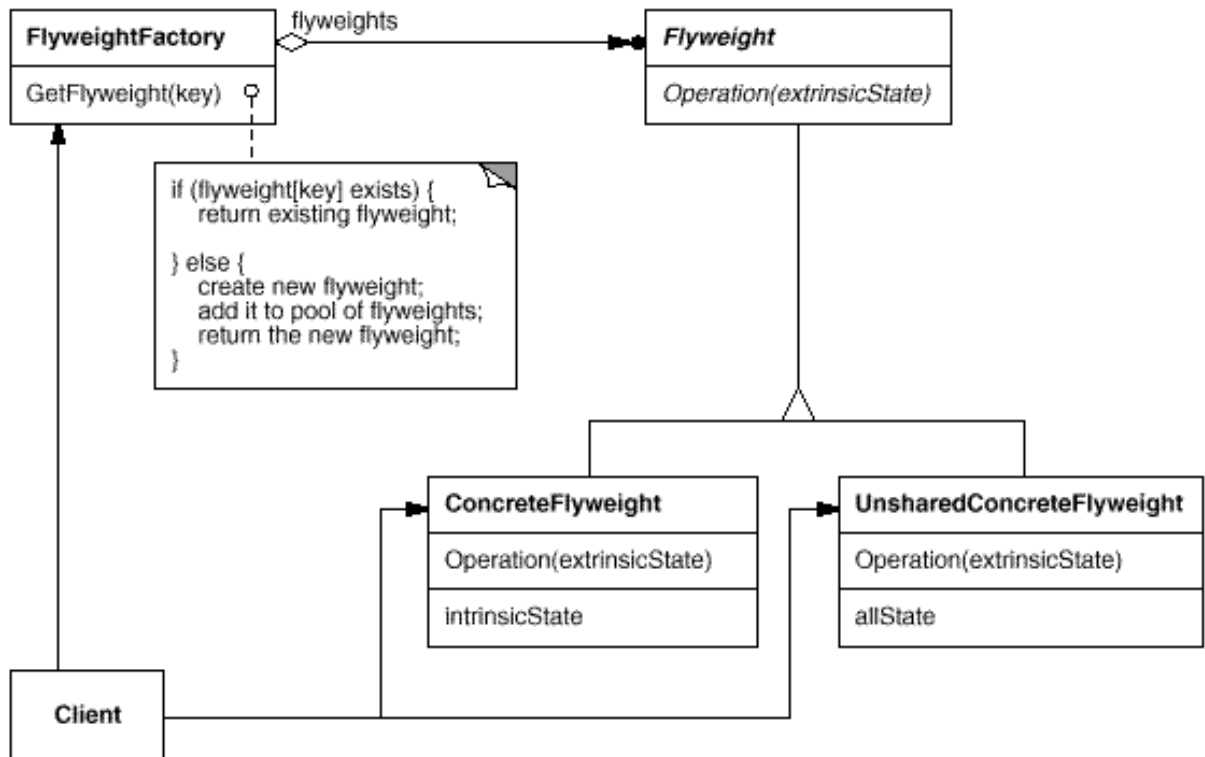 flyweights
FlyweightFactory
GetFlyweight(key)
Flyweight
Operation(extrinsicState)
if (flyweight[key] exists) {
return existing flyweight;
} else {
create new flyweight;
add it to pool of flyweights;
return the new flyweight;
}
ConcreteFlyweight
Operation(extrinsicState)
intrinsicState
UnsharedConcreteFlyweight
Operation(extrinsicState)
allState
Client